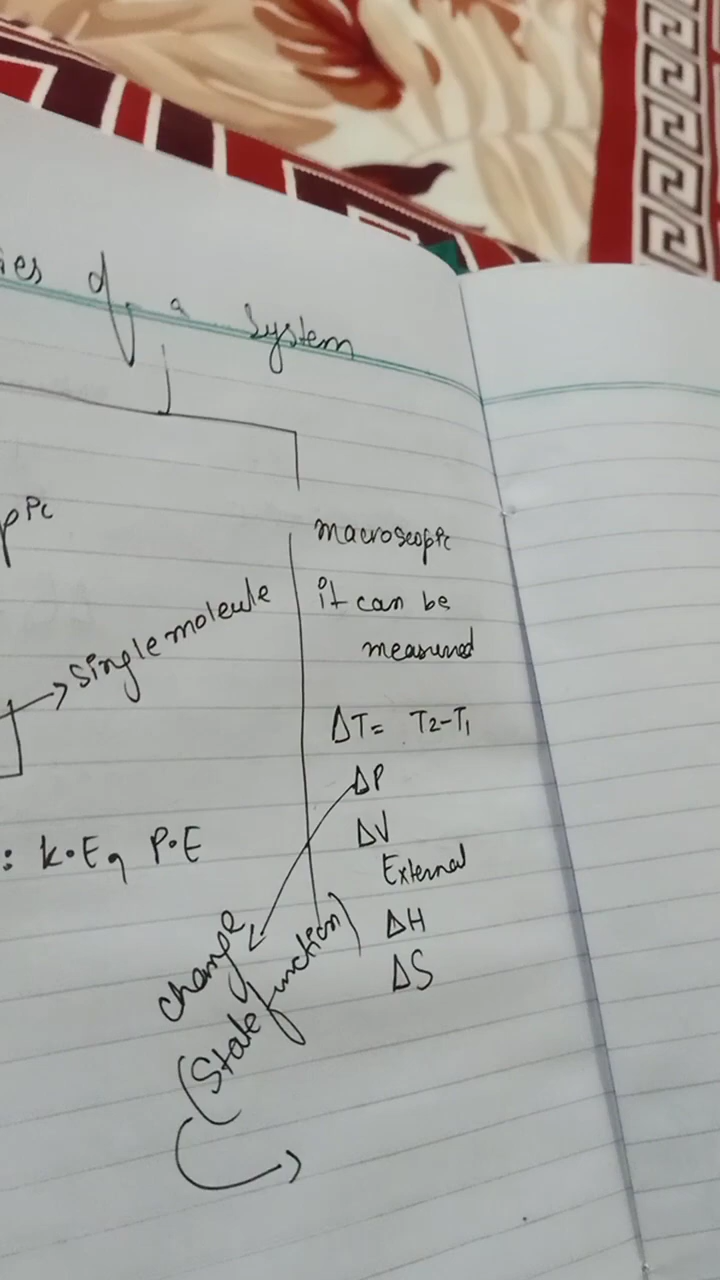 ies of a system
macroscopic
it can be
measured
→ single molecule
ΔT = T2-T1
ΔP
ΔV
: K.E, P.E
External
ΔH
ΔS
change
(State function)